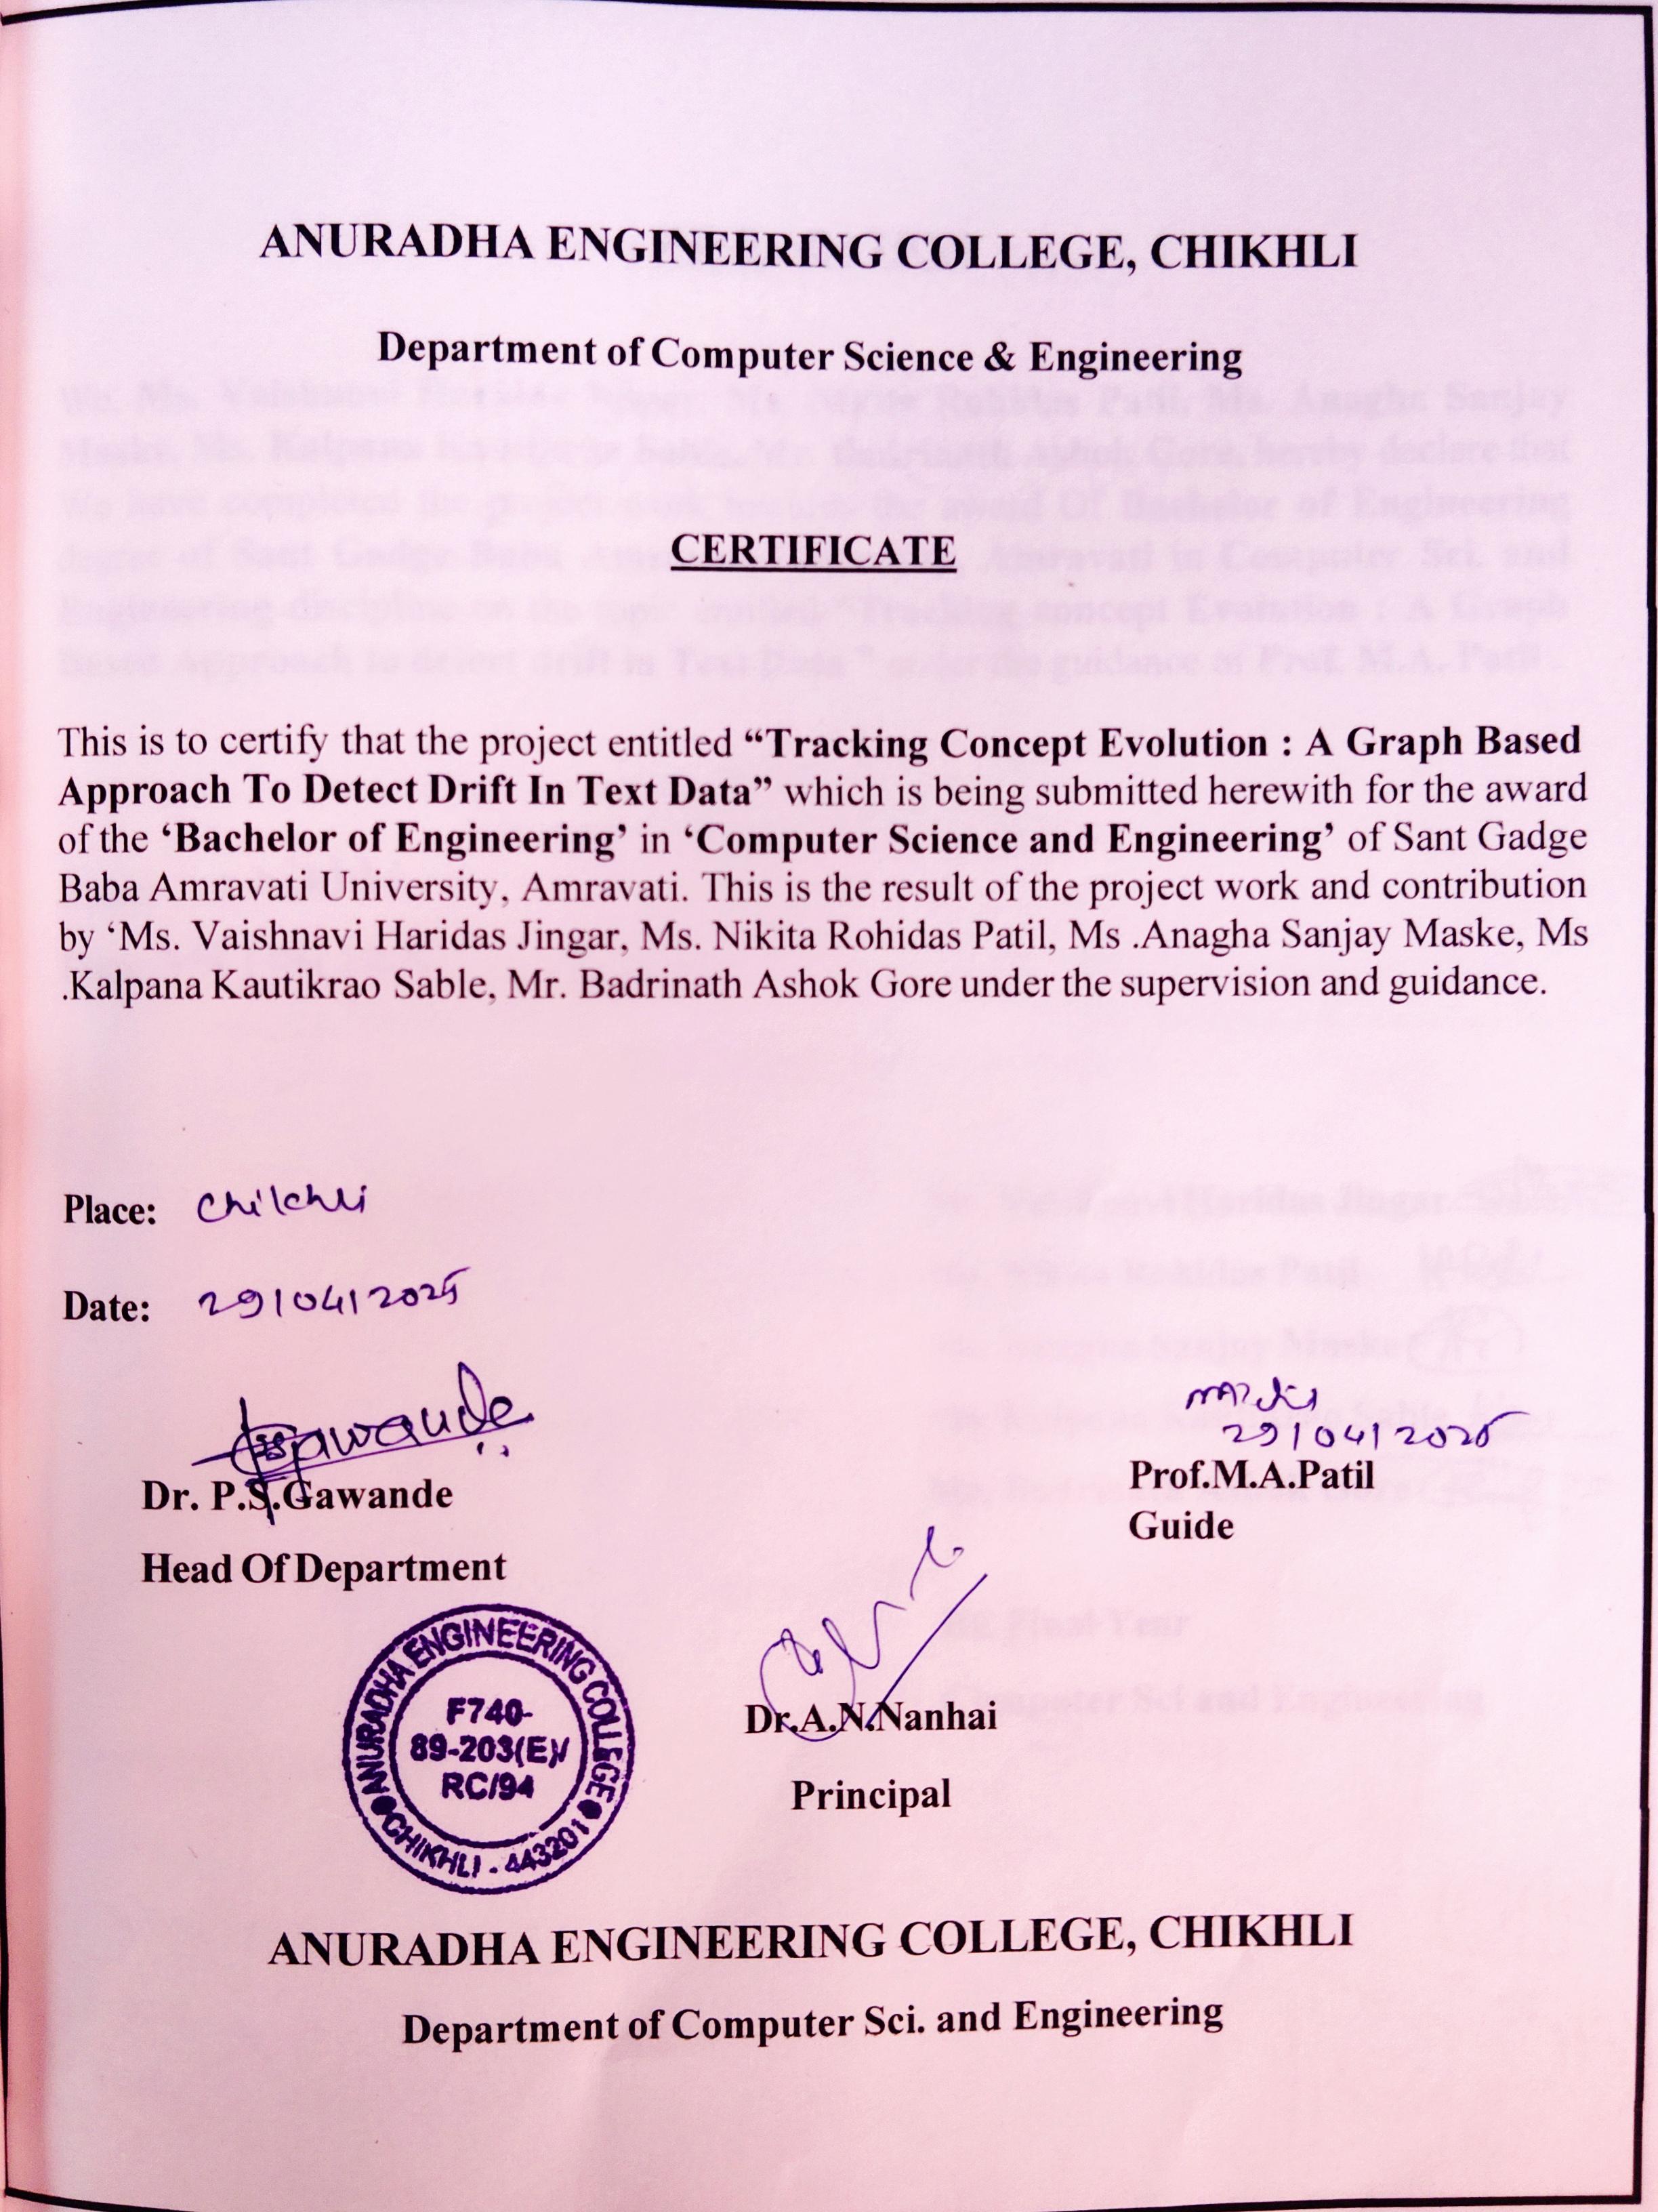 ANURADHA ENGINEERING COLLEGE, CHIKHLI
Department of Computer Science & Engineering
CERTIFICATE
This is to certify that the project entitled “Tracking Concept Evolution : A Graph Based
Approach To Detect Drift In Text Data” which is being submitted herewith for the award
of the ‘Bachelor of Engineering’ in ‘Computer Science and Engineering’ of Sant Gadge
Baba Amravati University, Amravati. This is the result of the project work and contribution
by ‘Ms. Vaishnavi Haridas Jingar, Ms. Nikita Rohidas Patil, Ms .Anagha Sanjay Maske, Ms
.Kalpana Kautikrao Sable, Mr. Badrinath Ashok Gore under the supervision and guidance.
Place: Chikhli
Date: 29/04/2025
29/04/2025
Dr. P.S.Gawande
Prof.M.A.Patil
Guide
Head Of Department
ANURADHA ENGINEERING COLLEGE
F740-
89-203(E)/
RC/94
CHIKHLI - 443201
Dr.A.N.Nanhai
Principal
ANURADHA ENGINEERING COLLEGE, CHIKHLI
Department of Computer Sci. and Engineering